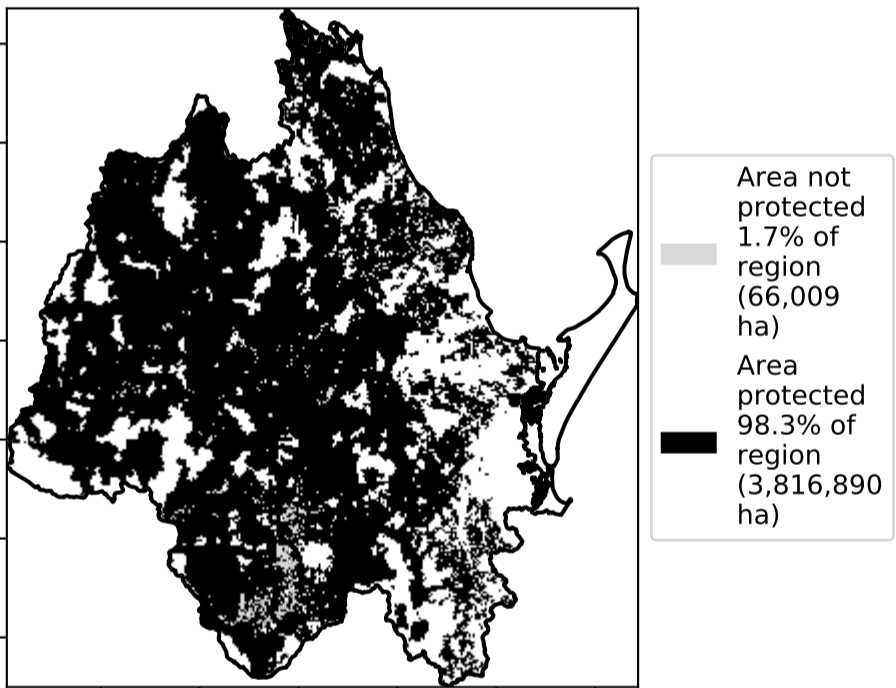 Area not
protected
1.7% of
region
(66,009
ha)
Area
protected
98.3% of
region
(3,816,890
ha)